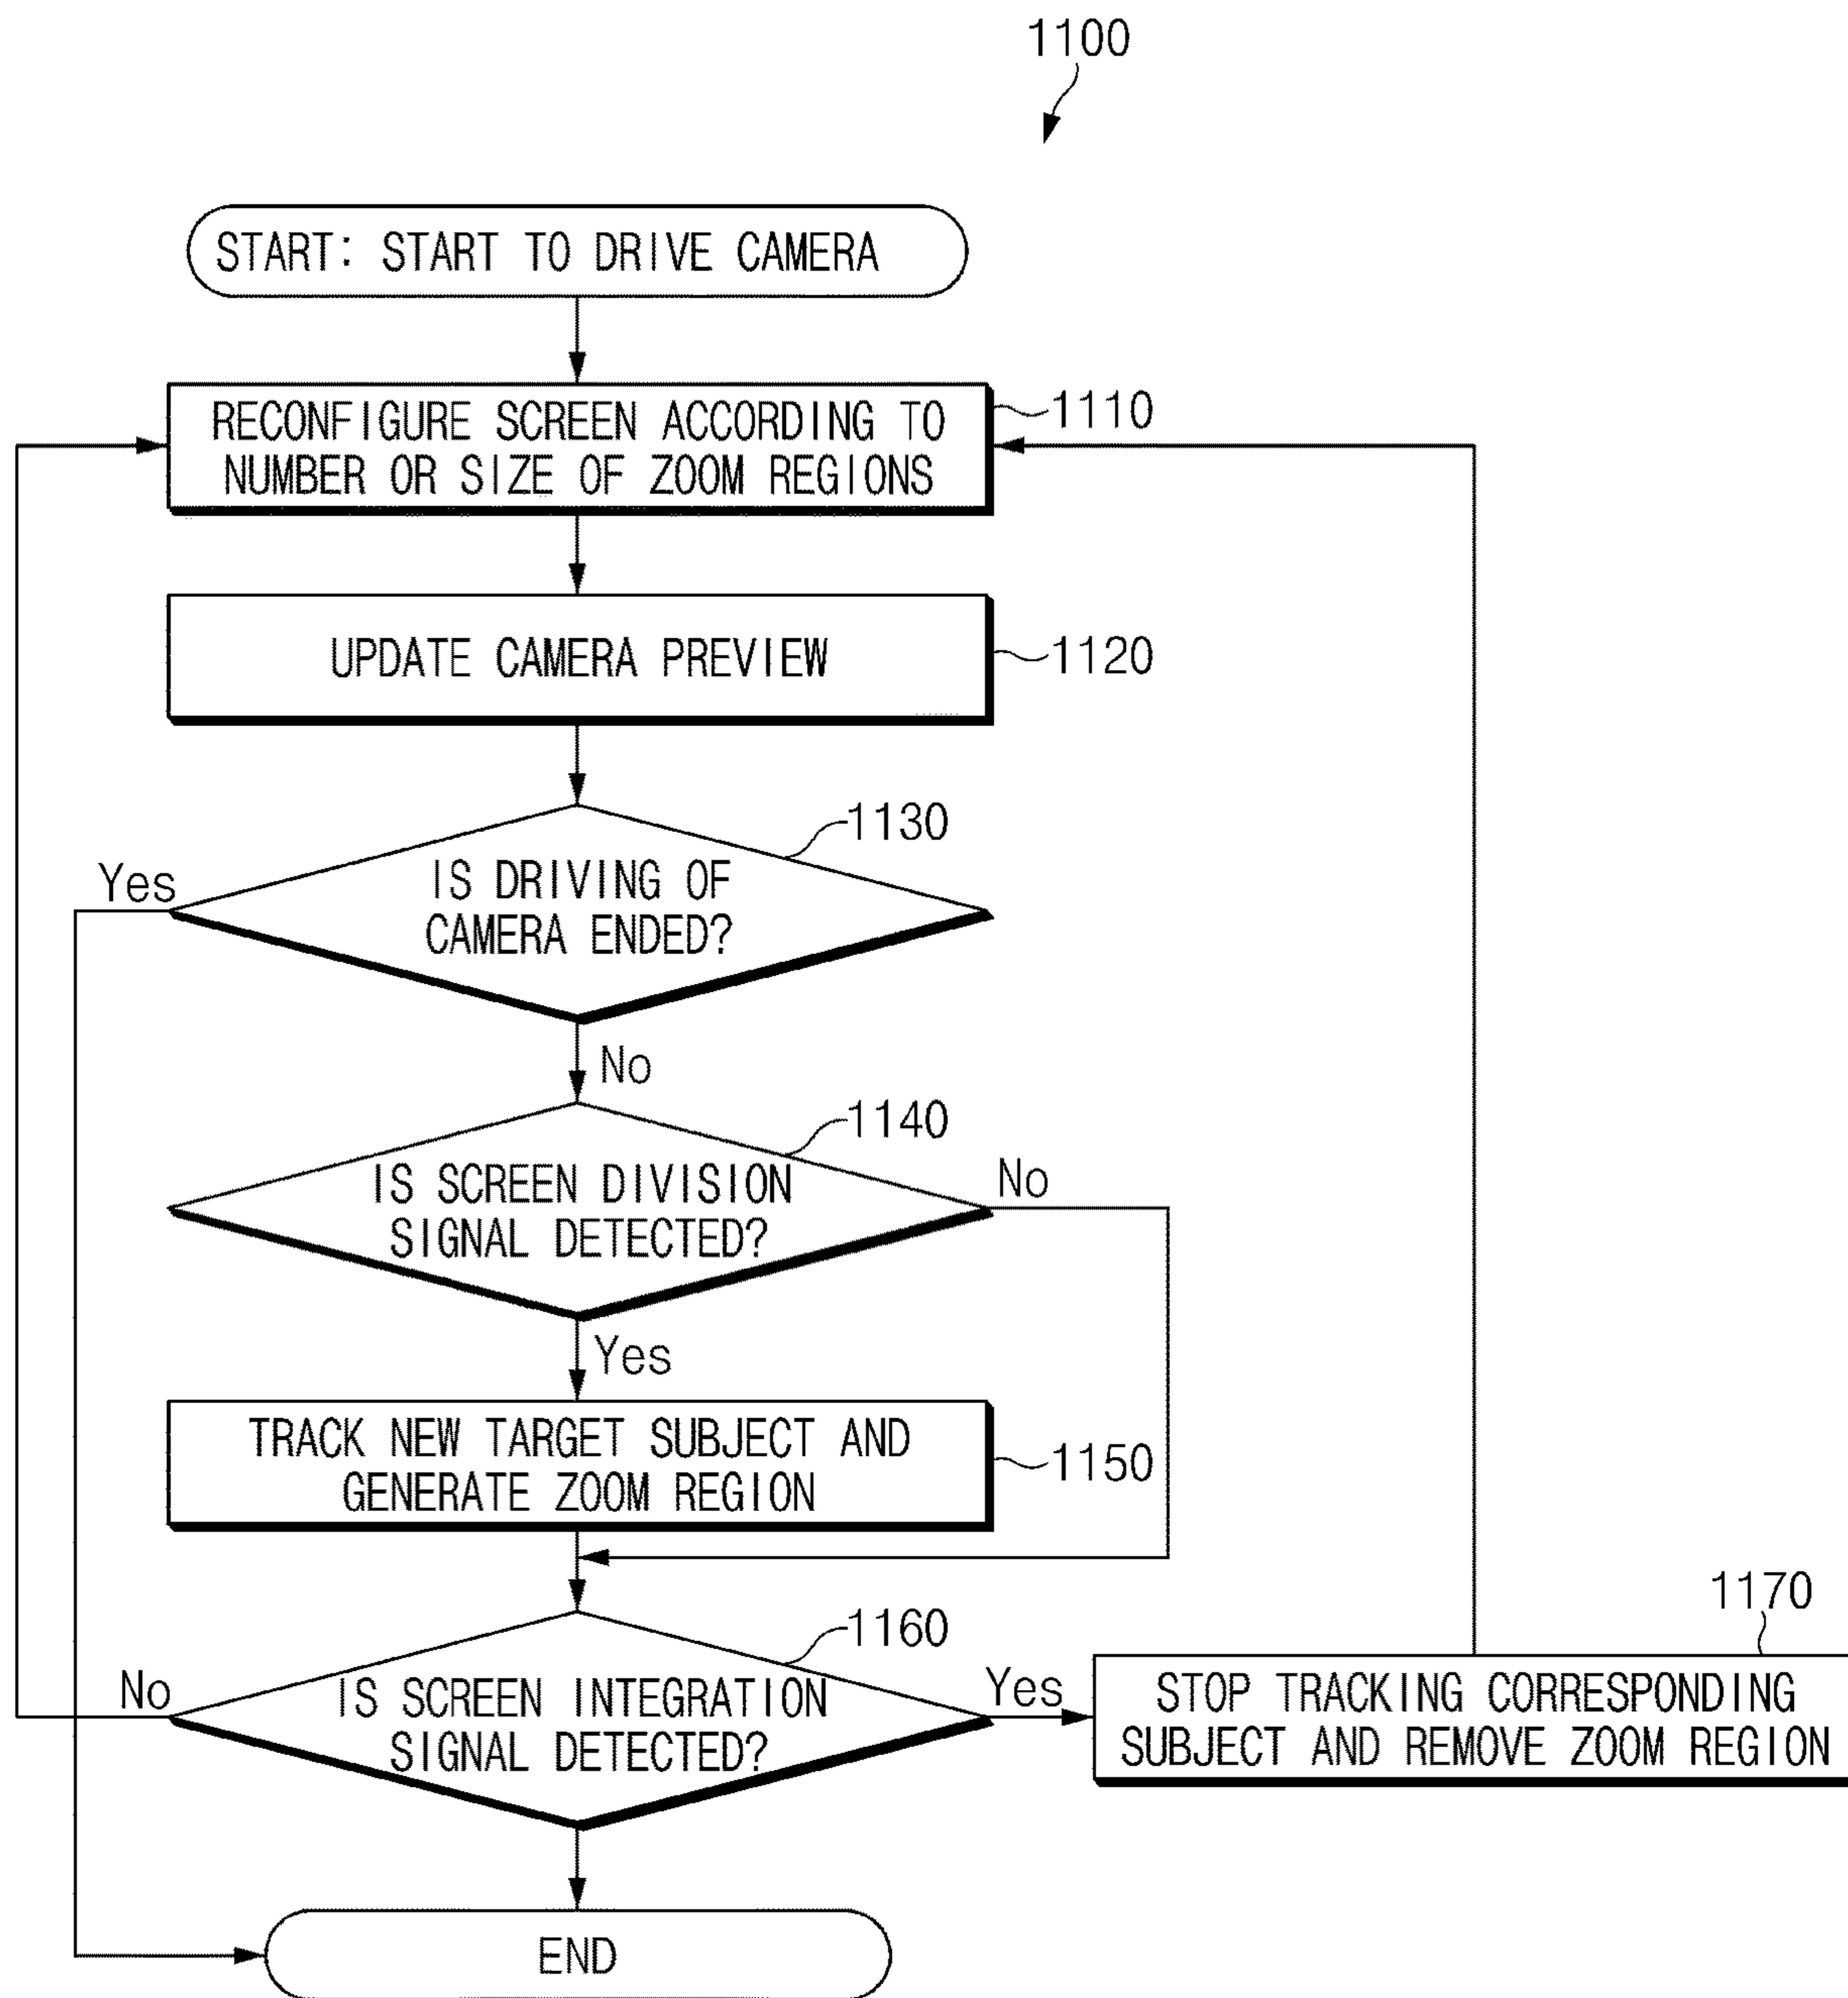 1100
START: START TO DRIVE CAMERA
RECONFIGURE SCREEN ACCORDING TO
NUMBER OR SIZE OF ZOOM REGIONS
1110
UPDATE CAMERA PREVIEW
1120
1130
Yes
IS DRIVING OF
CAMERA ENDED?
No
1140
IS SCREEN DIVISION
SIGNAL DETECTED?
No
Yes
TRACK NEW TARGET SUBJECT AND
GENERATE ZOOM REGION
1150
1160
No
IS SCREEN INTEGRATION
SIGNAL DETECTED?
Yes
1170
STOP TRACKING CORRESPONDING
SUBJECT AND REMOVE ZOOM REGION
END